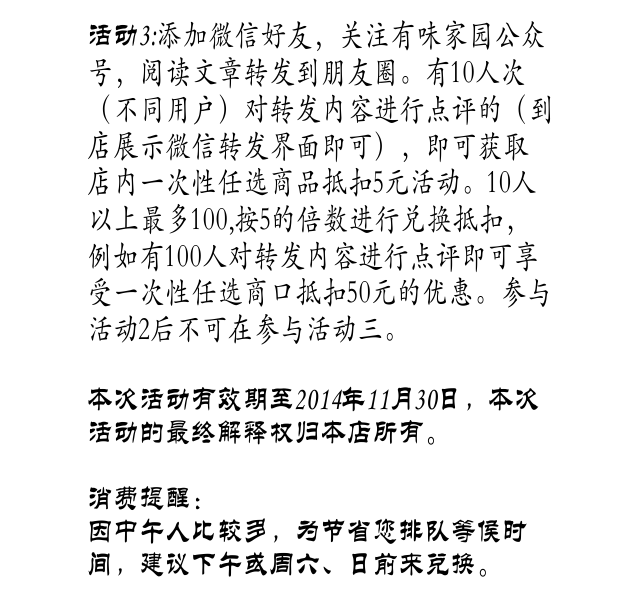 活动3:添加微信好友，关注有味家园公众
号，阅读文章转发到朋友圈。有10人次
（不同用户）对转发内容进行点评的（到
店展示微信转发界面即可），即可获取
店内一次性任选商品抵扣5元活动。10人
以上最多100,按5的倍数进行兑换抵扣，
例如有100人对转发内容进行点评即可享
受一次性任选商口抵扣50元的优惠。参与
活动2后不可在参与活动三。
本次活动有效期至2014年11月30日，本次
活动的最终解释权归本店所有。
消费提醒：
因中午人比较多，为节省您排队等侯时
间，建议下午或周六、日前来兑换。